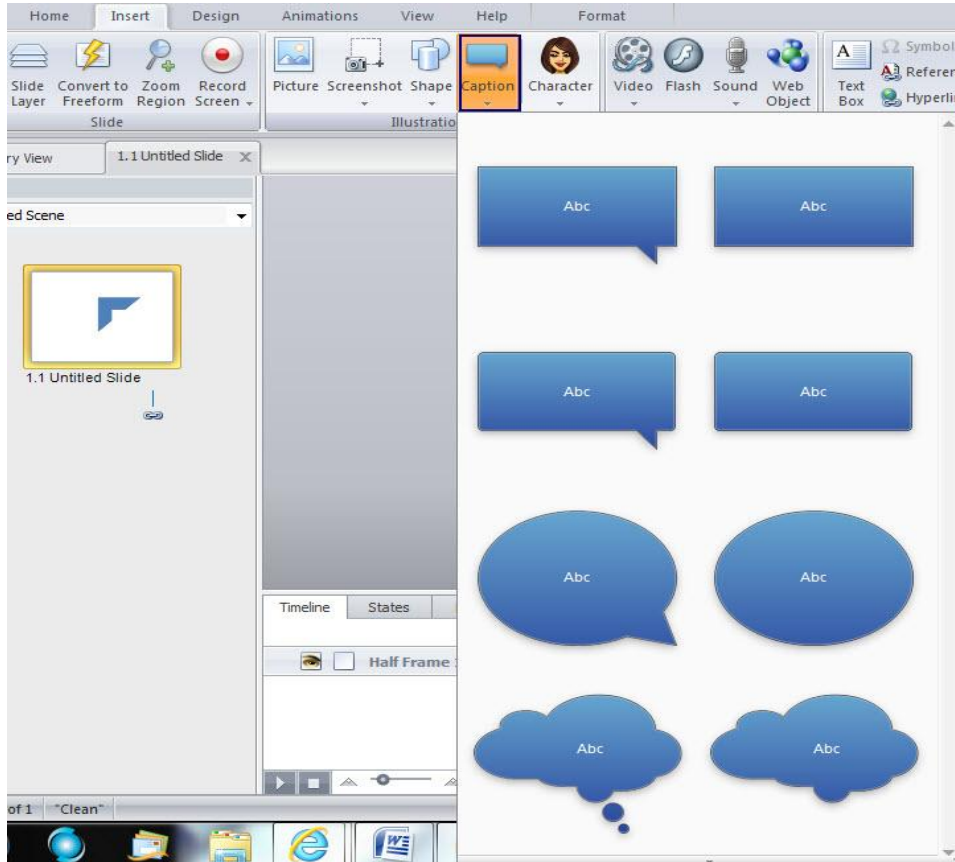 Home Insert Design Animations View Help Format
Slide Layer
Convert to Freeform
Zoom Region
Record Screen
Picture
Screenshot
Shape
Caption
Character
Video
Flash
Sound
Web Object
Text Box
Symbol
Referen
Hyperli
Slide
Illustratio
ry View
1.1 Untitled Slide
ed Scene
1.1 Untitled Slide
Abc Abc
Abc Abc
Abc Abc
Abc Abc
Timeline States
Half Frame
of 1 "Clean"
W